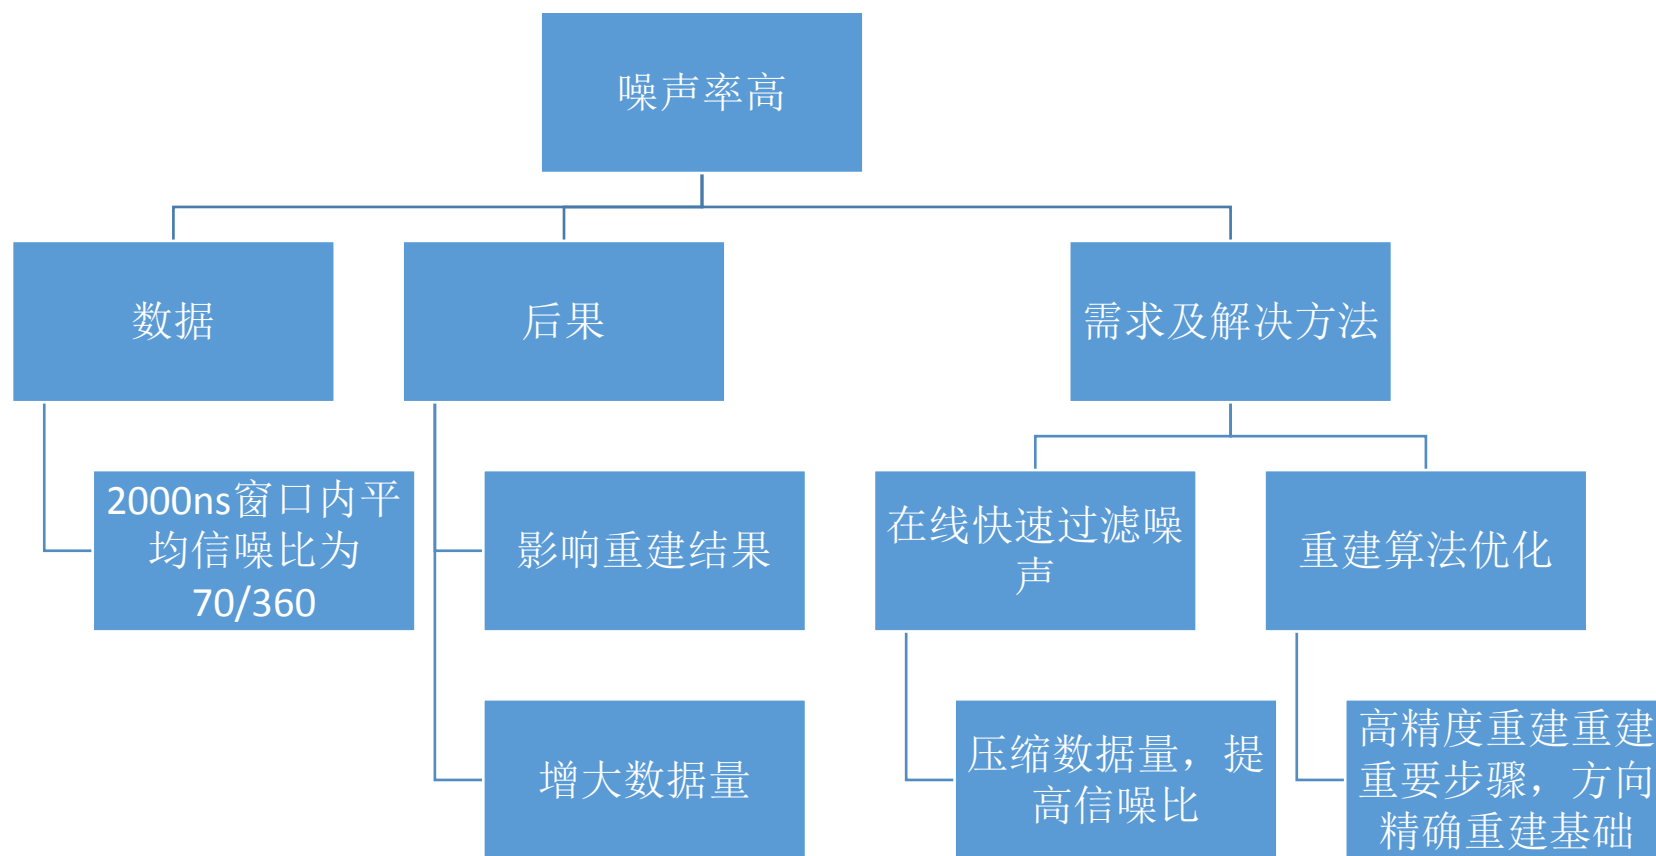 噪声率高
数据
后果
需求及解决方法
2000ns窗口内平
均信噪比为
70/360
影响重建结果
在线快速过滤噪
声
重建算法优化
增大数据量
压缩数据量，提
高信噪比
高精度重建重建
重要步骤，方向
精确重建基础